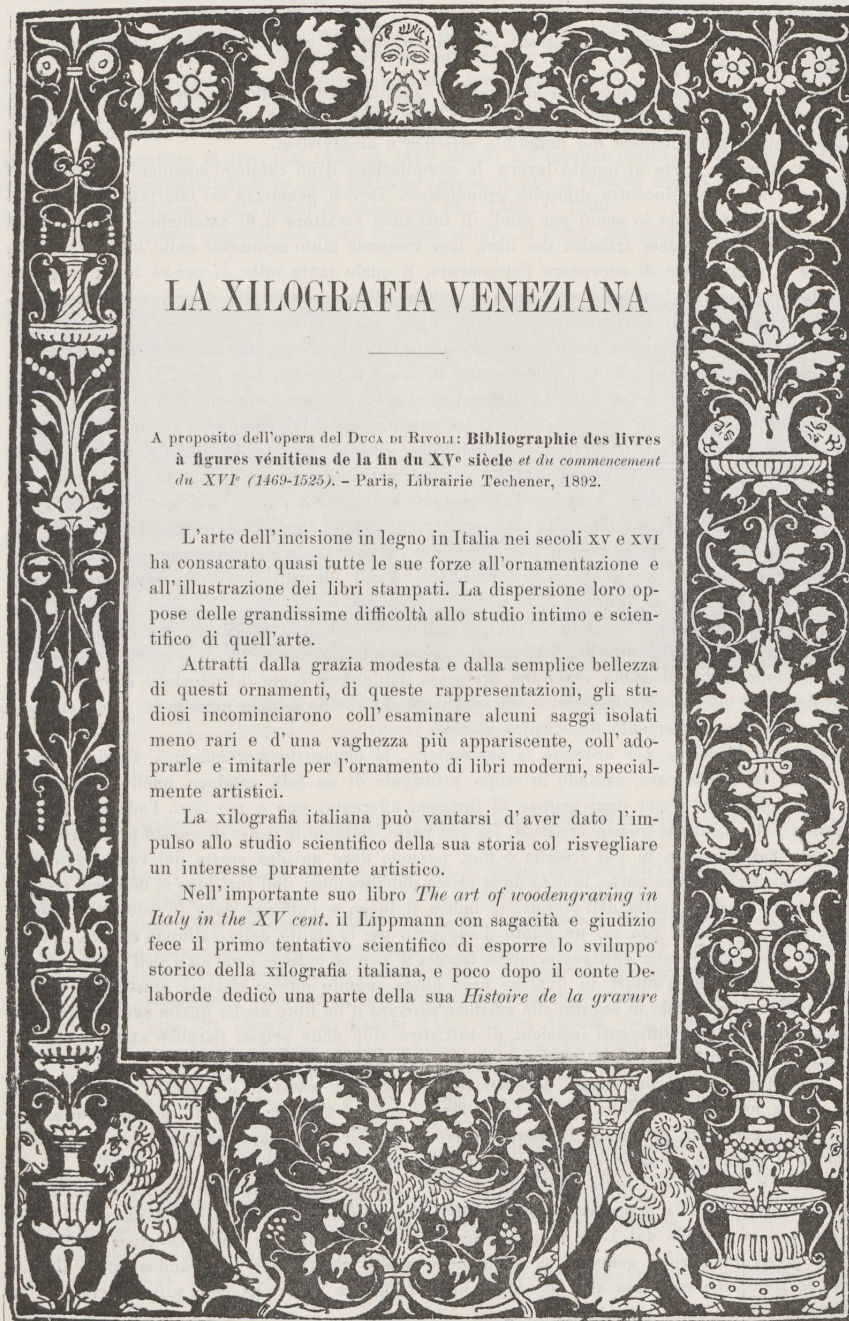 LA XILOGRAFIA VENEZIANA
A proposito dell'opera del DUCA DI RIVOLI: Bibliographie des livres
à figures vénitiens de la fin du XVe siècle et du commencement
du XVIe (1469-1525). – Paris, Librairie Techener, 1892.
L'arte dell'incisione in legno in Italia nei secoli XV e XVI
ha consacrato quasi tutte le sue forze all'ornamentazione e
all'illustrazione dei libri stampati. La dispersione loro op-
pose delle grandissime difficoltà allo studio intimo e scien-
tifico di quell'arte.
Attratti dalla grazia modesta e dalla semplice bellezza
di questi ornamenti, di queste rappresentazioni, gli stu-
diosi incominciarono coll'esaminare alcuni saggi isolati
meno rari e d'una vaghezza più appariscente, coll'ado-
prarle e imitarle per l'ornamento di libri moderni, special-
mente artistici.
La xilografia italiana può vantarsi d'aver dato l'im-
pulso allo studio scientifico della sua storia col risvegliare
un interesse puramente artistico.
Nell'importante suo libro The art of woodengraving in
Italy in the XV cent. il Lippmann con sagacità e giudizio
fece il primo tentativo scientifico di esporre lo sviluppo
storico della xilografia italiana, e poco dopo il conte De-
laborde dedicò una parte della sua Histoire de la gravure